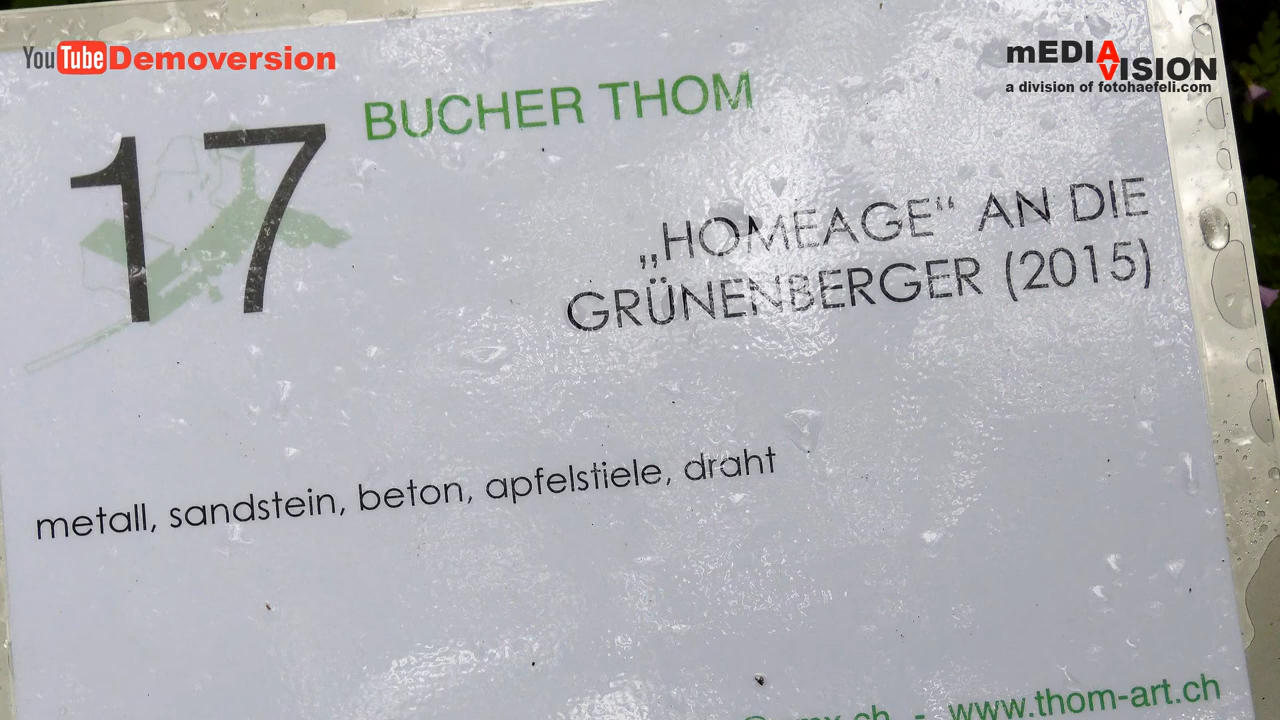 YouTube Demoversion
mEDIA
VISION
a division of fotohaefeli.com
17
BUCHER THOM
„HOMEAGE“ AN DIE
GRÜNENBERGER (2015)
metall, sandstein, beton, apfelstiele, draht
- www.thom-art.ch